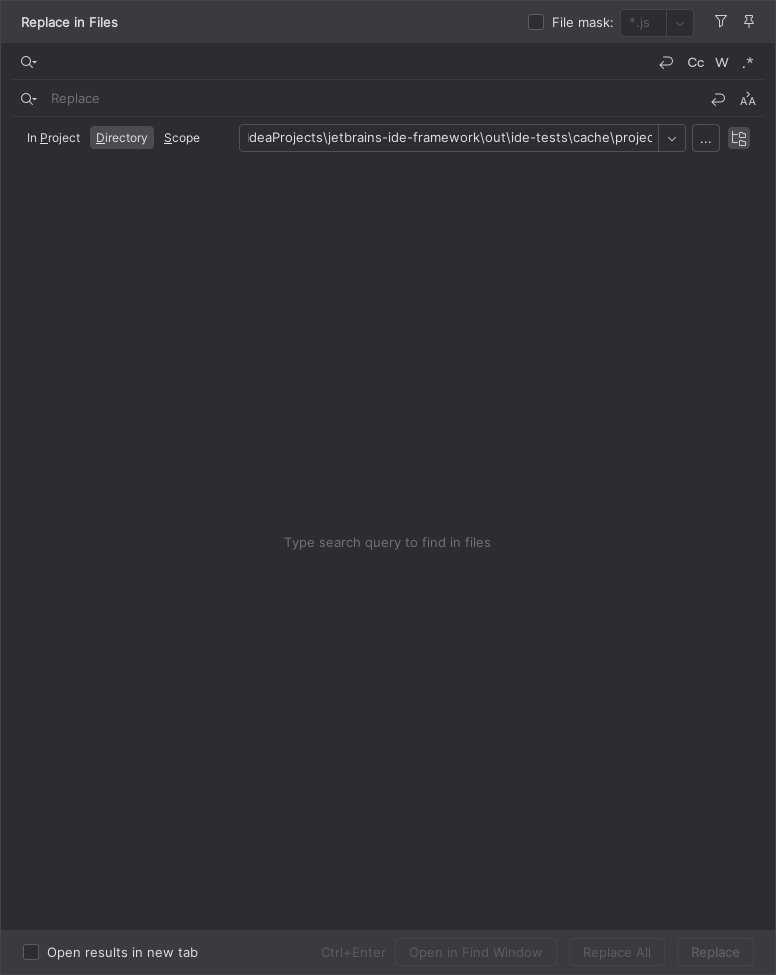 Replace in Files File mask: *.js
Cc W .*
Replace
In Project Directory Scope ideaProjects\jetbrains-ide-framework\out\ide-tests\cache\projec ...
Type search query to find in files
Open results in new tab Ctrl+Enter Open in Find Window Replace All Replace